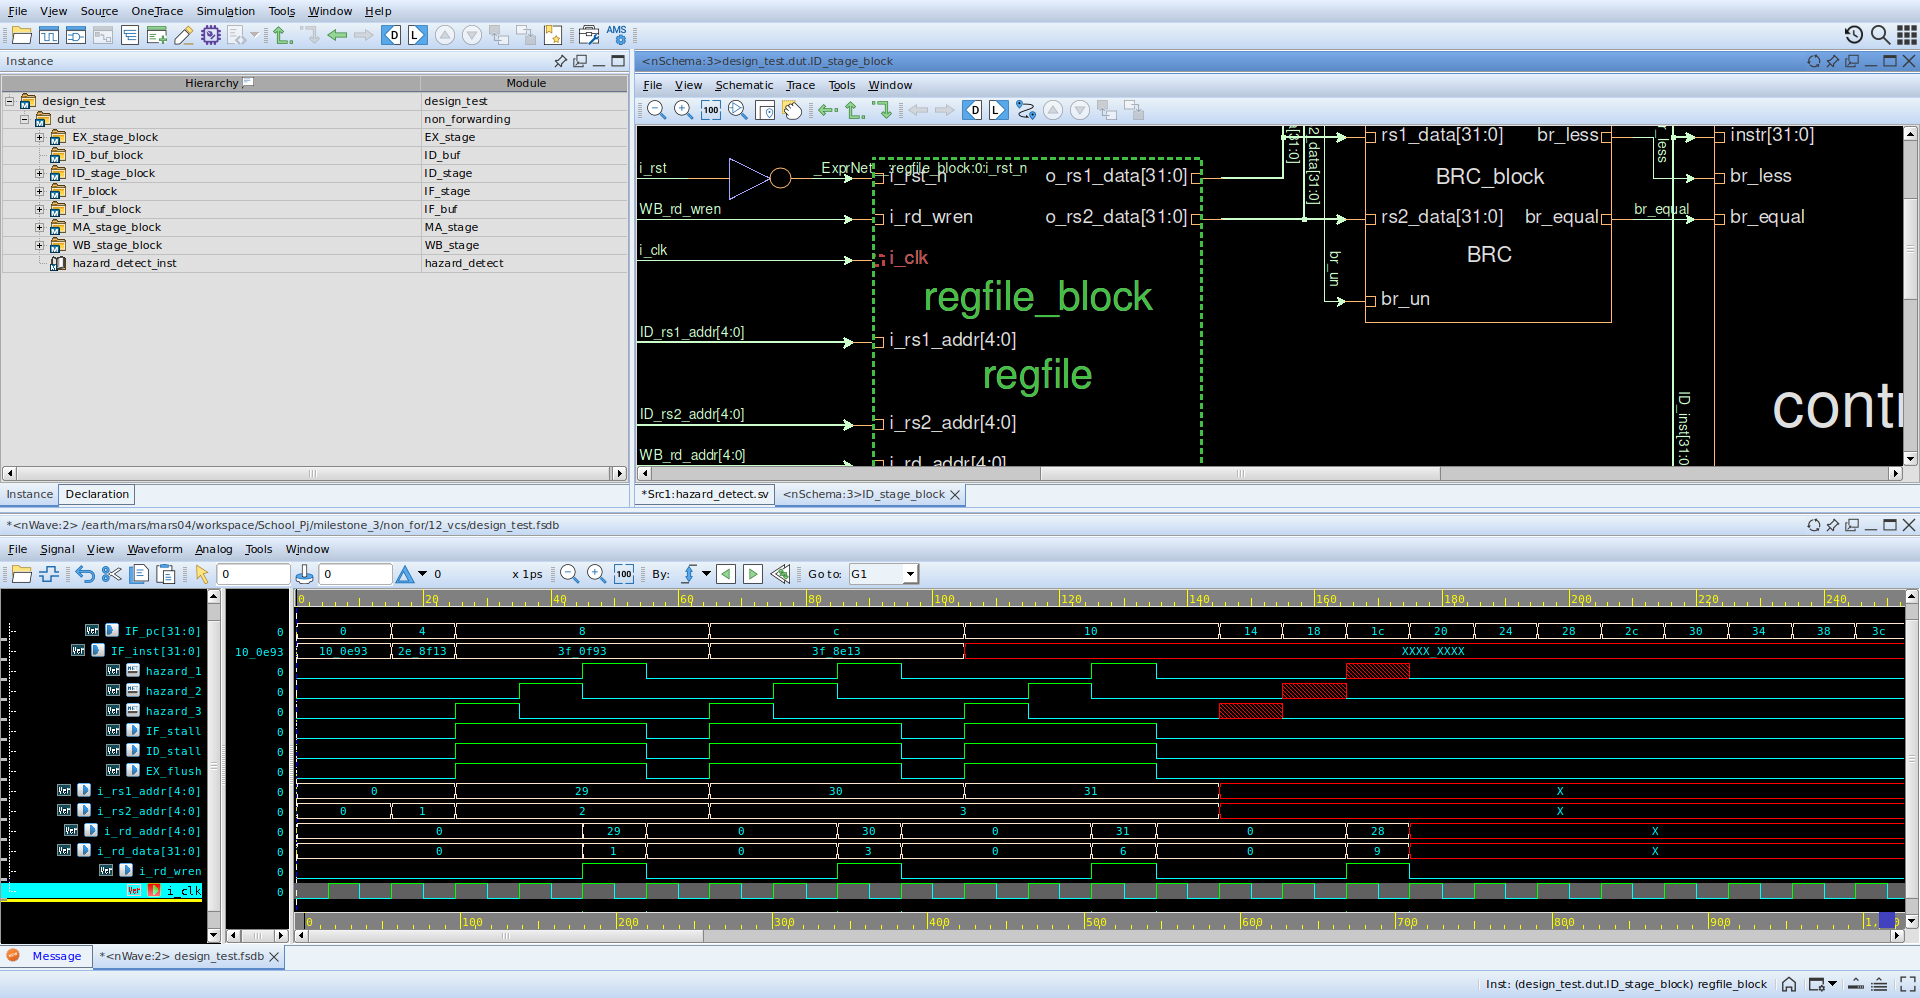 File View Source OneTrace Simulation Tools Window Help
AMS
Instance
Hierarchy Module
design_test design_test
dut non_forwarding
EX_stage_block EX_stage
ID_buf_block ID_buf
ID_stage_block ID_stage
IF_block IF_stage
IF_buf_block IF_buf
MA_stage_block MA_stage
WB_stage_block WB_stage
hazard_detect_inst hazard_detect
Instance Declaration
<nSchema:3>design_test.dut.ID_stage_block
File View Schematic Trace Tools Window
100
i_rst _ExprNet :regfile_block:0:i_rst_n
i_rst_n o_rs1_data[31:0]
WB_rd_wren i_rd_wren o_rs2_data[31:0]
i_clk i_clk
regfile_block
regfile
ID_rs1_addr[4:0] i_rs1_addr[4:0]
ID_rs2_addr[4:0] i_rs2_addr[4:0]
WB_rd_addr[4:0] i_rd_addr[4:0]
a[31:0]
2_data[31:0]
br_un
rs1_data[31:0] br_less
BRC_block
rs2_data[31:0] br_equal
BRC
br_un
br_less
br_equal
instr[31:0]
br_less
br_equal
ID_inst[31:0
contr
*Src1:hazard_detect.sv <nSchema:3>ID_stage_block
*<nWave:2> /earth/mars/mars04/workspace/School_Pj/milestone_3/non_for/12_vcs/design_test.fsdb
File Signal View Waveform Analog Tools Window
0 0 0 x 1ps 100 By: Go to: G1
0 20 40 60 80 100 120 140 160 180 200 220 240
IF_pc[31:0] 0 0 4 8 c 10 14 18 1c 20 24 28 2c 30 34 38 3c
IF_inst[31:0] 10_0e93 10_0e93 2e_8f13 3f_0f93 3f_8e13 XXXX_XXXX
hazard_1 0
hazard_2 0
hazard_3 0
IF_stall 0
ID_stall 0
EX_flush 0
i_rs1_addr[4:0] 0 0 29 30 31 X
i_rs2_addr[4:0] 0 0 1 2 3 X
i_rd_addr[4:0] 0 0 29 0 30 0 31 0 28 X
i_rd_data[31:0] 0 0 1 0 3 0 6 0 9 X
i_rd_wren 0
i_clk 0
0 100 200 300 400 500 600 700 800 900
Message *<nWave:2> design_test.fsdb
Inst: (design_test.dut.ID_stage_block) regfile_block